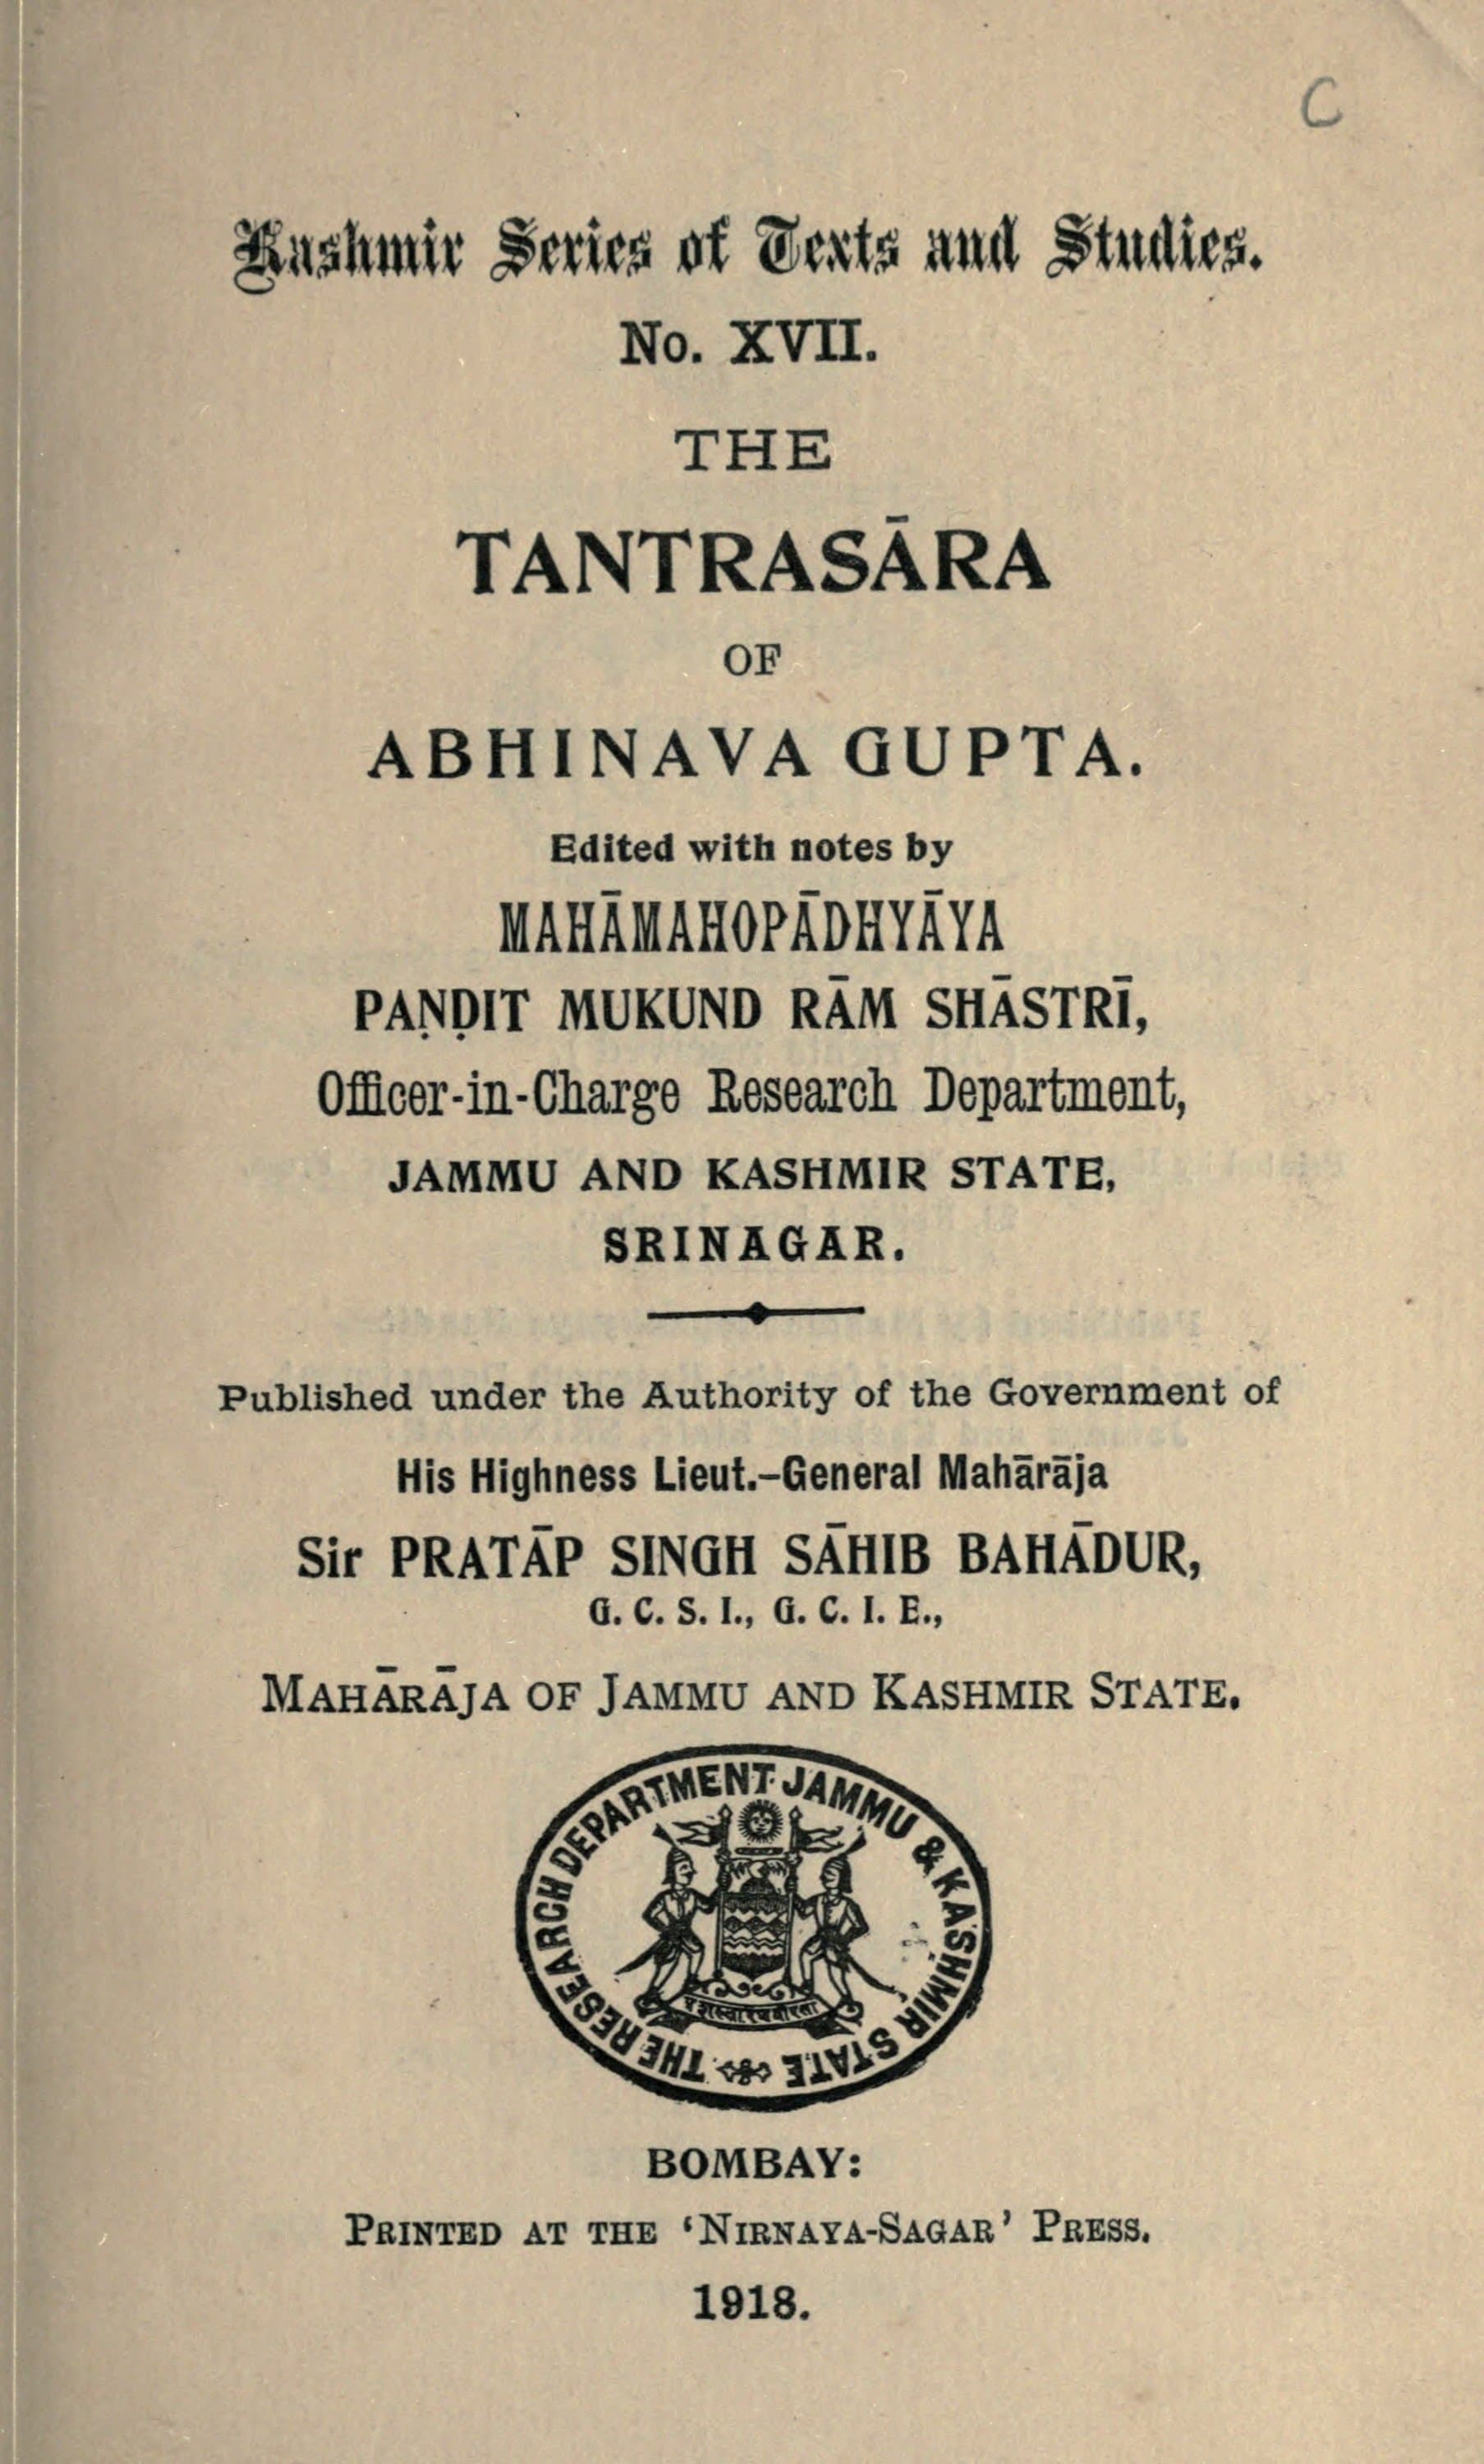 C
Kashmir Series of Texts and Studies.
No. XVII.
THE
TANTRASĀRA
OF
ABHINAVA GUPTA.
Edited with notes by
MAHĀMAHOPĀDHYĀYA
PAṆḌIT MUKUND RĀM SHĀSTRĪ,
Officer-in-Charge Research Department,
JAMMU AND KASHMIR STATE,
SRINAGAR.
Published under the Authority of the Government of
His Highness Lieut.-General Mahārāja
Sir PRATĀP SINGH SĀHIB BAHĀDUR,
G. C. S. I., G. C. I. E.,
MAHĀRĀJA OF JAMMU AND KASHMIR STATE.
THE RESEARCH DEPARTMENT. JAMMU & KASHMIR STATE
BOMBAY:
PRINTED AT THE ‘NIRNAYA-SAGAR’ PRESS.
1918.